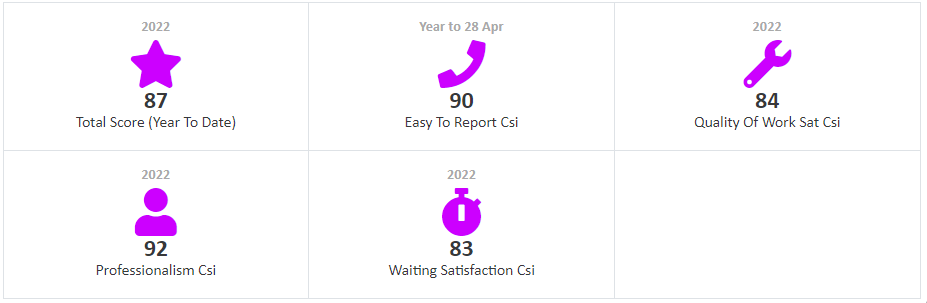 2022
87
Total Score (Year To Date)
Year to 28 Apr
90
Easy To Report Csi
2022
84
Quality Of Work Sat Csi
2022
92
Professionalism Csi
2022
83
Waiting Satisfaction Csi